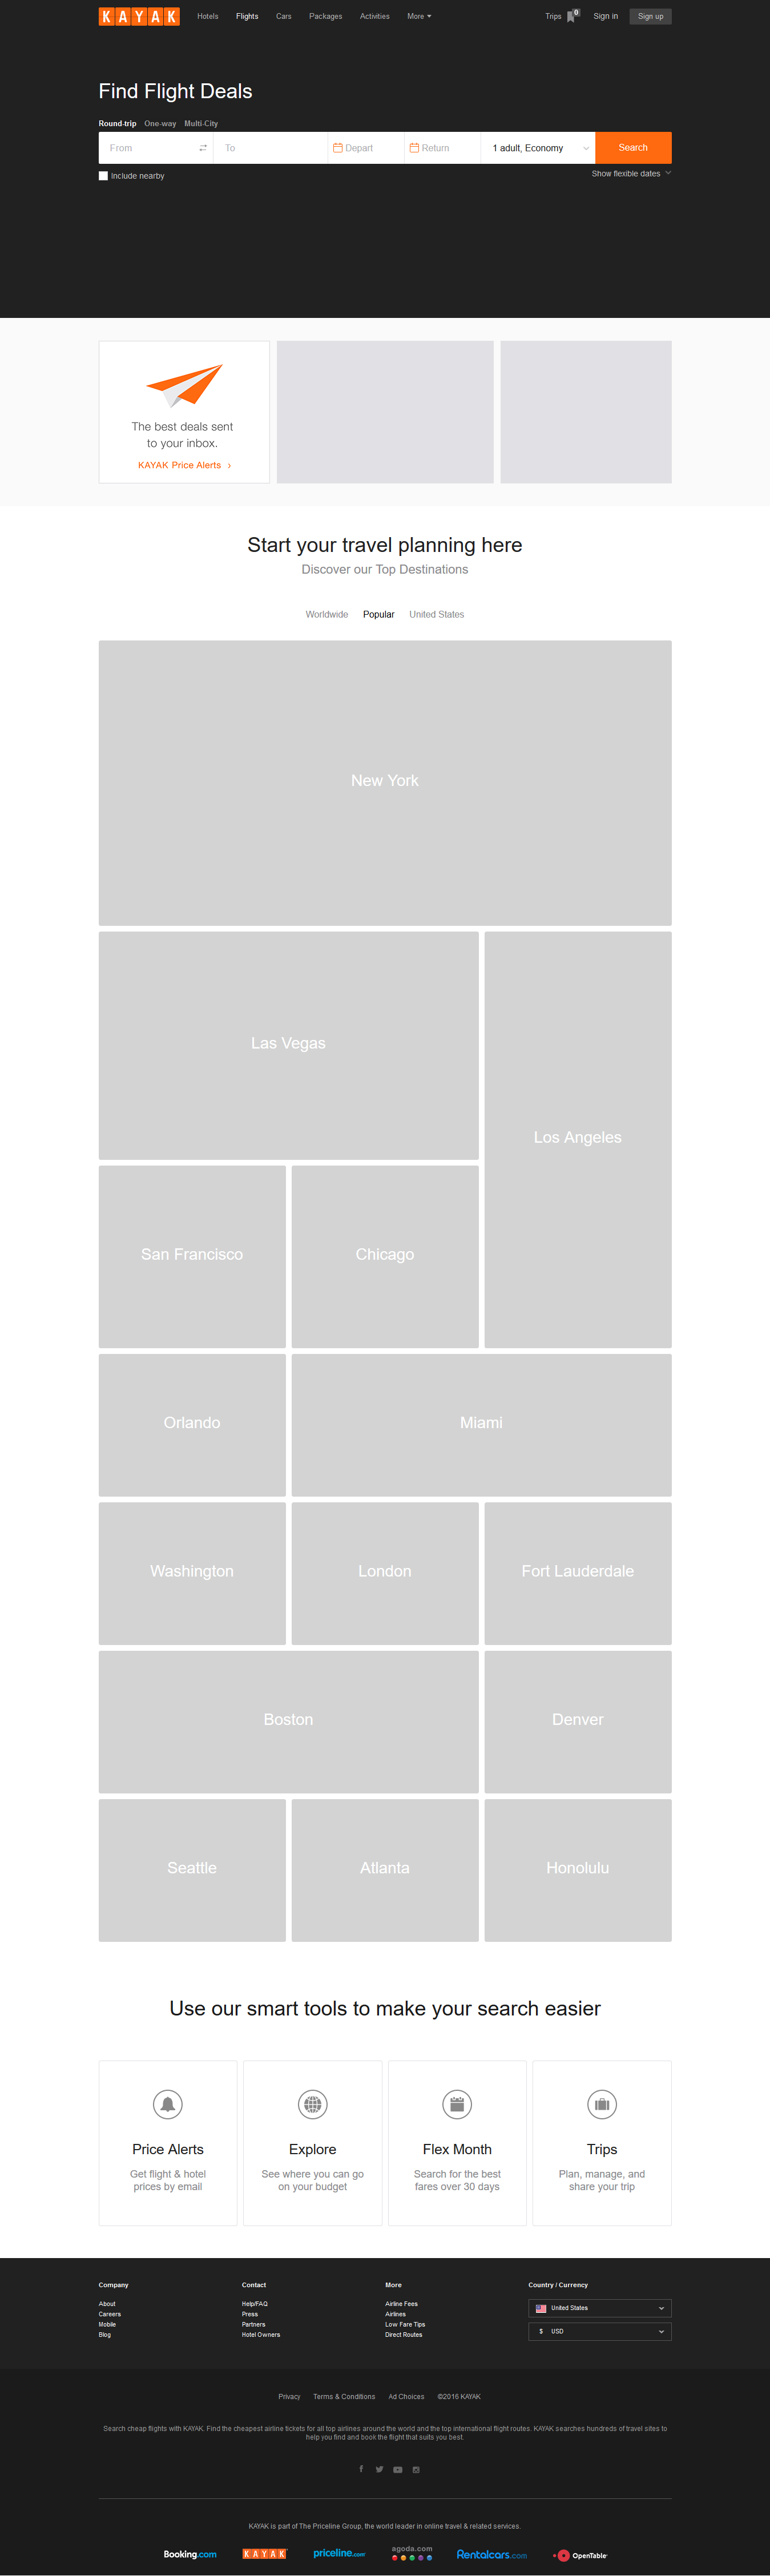 KAYAK Hotels Flights Cars Packages Activities More Trips 0 Sign in Sign up
Find Flight Deals
Round-trip One-way Multi-City
From To Depart Return 1 adult, Economy Search
Include nearby Show flexible dates
The best deals sent
to your inbox.
KAYAK Price Alerts ›
Start your travel planning here
Discover our Top Destinations
Worldwide Popular United States
New York
Las Vegas
Los Angeles
San Francisco Chicago
Orlando Miami
Washington London Fort Lauderdale
Boston Denver
Seattle Atlanta Honolulu
Use our smart tools to make your search easier
Price Alerts
Get flight & hotel
prices by email
Explore
See where you can go
on your budget
Flex Month
Search for the best
fares over 30 days
Trips
Plan, manage, and
share your trip
Company
About
Careers
Mobile
Blog
Contact
Help/FAQ
Press
Partners
Hotel Owners
More
Airline Fees
Airlines
Low Fare Tips
Direct Routes
Country / Currency
United States
$ USD
Privacy Terms & Conditions Ad Choices ©2016 KAYAK
Search cheap flights with KAYAK. Find the cheapest airline tickets for all top airlines around the world and the top international flight routes. KAYAK searches hundreds of travel sites to
help you find and book the flight that suits you best.
KAYAK is part of The Priceline Group, the world leader in online travel & related services.
Booking.com KAYAK priceline.com agoda.com Rentalcars.com OpenTable